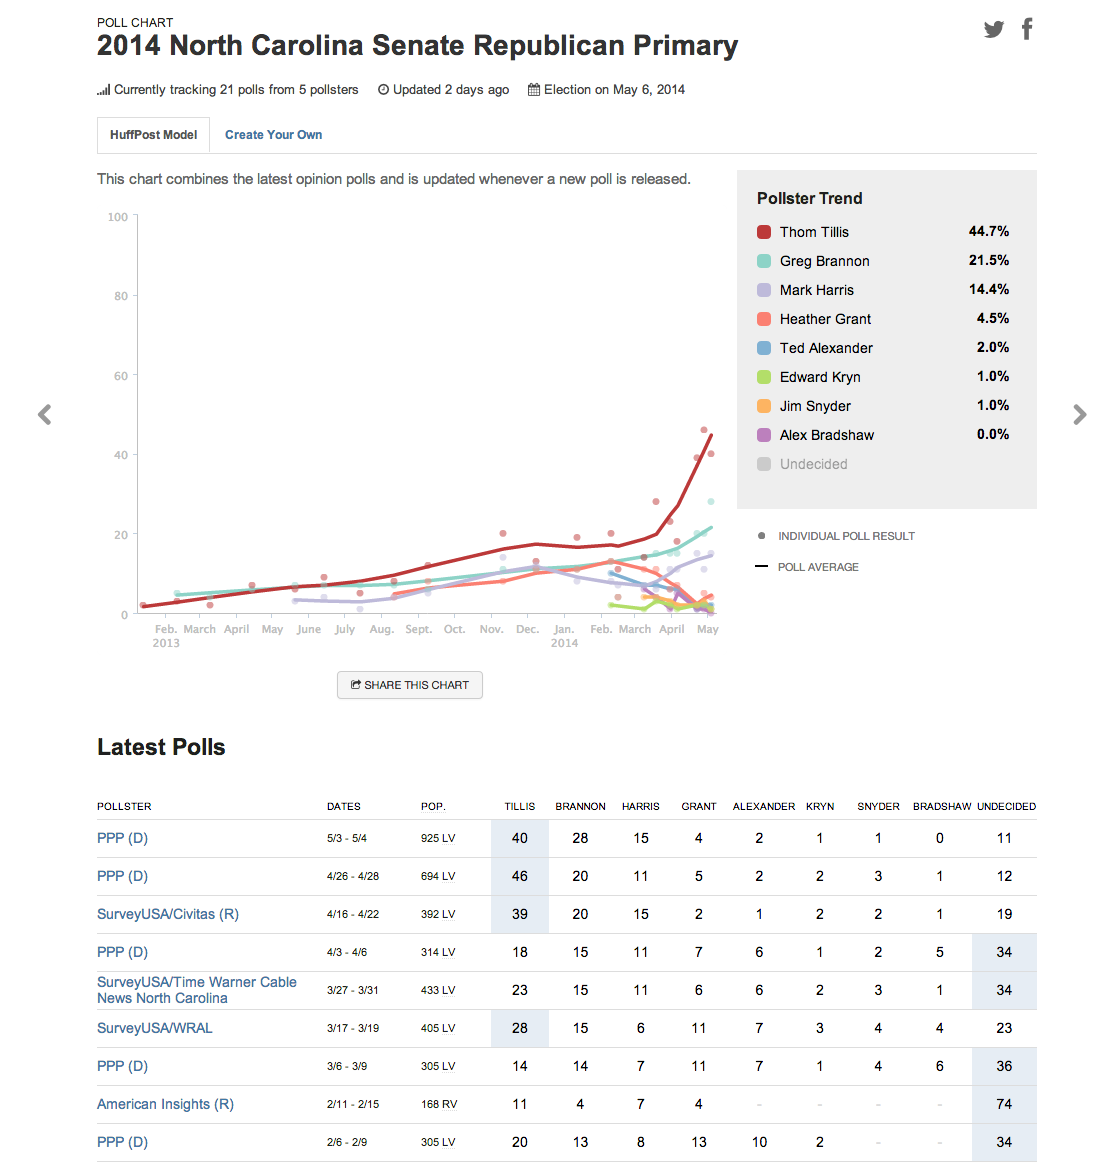 POLL CHART
2014 North Carolina Senate Republican Primary
Currently tracking 21 polls from 5 pollsters Updated 2 days ago Election on May 6, 2014
HuffPost Model Create Your Own
This chart combines the latest opinion polls and is updated whenever a new poll is released.
100
80
60
40
20
0
Feb. March April May June July Aug. Sept. Oct. Nov. Dec. Jan. Feb. March April May
2013 2014
Pollster Trend
Thom Tillis 44.7%
Greg Brannon 21.5%
Mark Harris 14.4%
Heather Grant 4.5%
Ted Alexander 2.0%
Edward Kryn 1.0%
Jim Snyder 1.0%
Alex Bradshaw 0.0%
Undecided
INDIVIDUAL POLL RESULT
POLL AVERAGE
SHARE THIS CHART
Latest Polls
POLLSTER DATES POP. TILLIS BRANNON HARRIS GRANT ALEXANDER KRYN SNYDER BRADSHAW UNDECIDED
PPP (D) 5/3 - 5/4 925 LV 40 28 15 4 2 1 1 0 11
PPP (D) 4/26 - 4/28 694 LV 46 20 11 5 2 2 3 1 12
SurveyUSA/Civitas (R) 4/16 - 4/22 392 LV 39 20 15 2 1 2 2 1 19
PPP (D) 4/3 - 4/6 314 LV 18 15 11 7 6 1 2 5 34
SurveyUSA/Time Warner Cable
News North Carolina 3/27 - 3/31 433 LV 23 15 11 6 6 2 3 1 34
SurveyUSA/WRAL 3/17 - 3/19 405 LV 28 15 6 11 7 3 4 4 23
PPP (D) 3/6 - 3/9 305 LV 14 14 7 11 7 1 4 6 36
American Insights (R) 2/11 - 2/15 168 RV 11 4 7 4 - - - - 74
PPP (D) 2/6 - 2/9 305 LV 20 13 8 13 10 2 - - 34